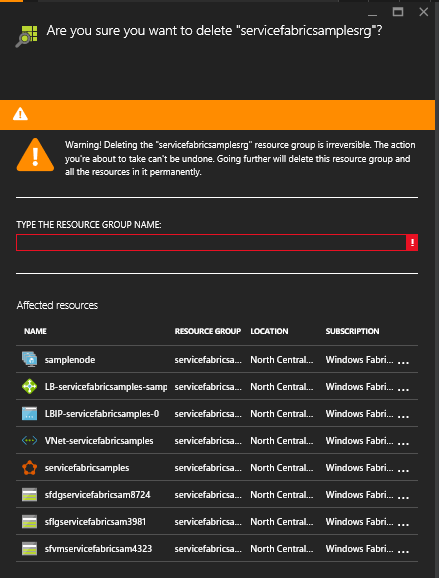 Are you sure you want to delete "servicefabricsamplesrg"?
Warning! Deleting the "servicefabricsamplesrg" resource group is irreversible. The action
you're about to take can't be undone. Going further will delete this resource group and
all the resources in it permanently.
TYPE THE RESOURCE GROUP NAME:
Affected resources
NAME RESOURCE GROUP LOCATION SUBSCRIPTION
samplenode servicefabricsa... North Central... Windows Fabri... ...
LB-servicefabricsamples-samp servicefabricsa... North Central... Windows Fabri... ...
LBIP-servicefabricsamples-0 servicefabricsa... North Central... Windows Fabri... ...
VNet-servicefabricsamples servicefabricsa... North Central... Windows Fabri... ...
servicefabricsamples servicefabricsa... North Central... Windows Fabri... ...
sfdgservicefabricsam8724 servicefabricsa... North Central... Windows Fabri... ...
sflgservicefabricsam3981 servicefabricsa... North Central... Windows Fabri... ...
sfvmservicefabricsam4323 servicefabricsa... North Central... Windows Fabri... ...